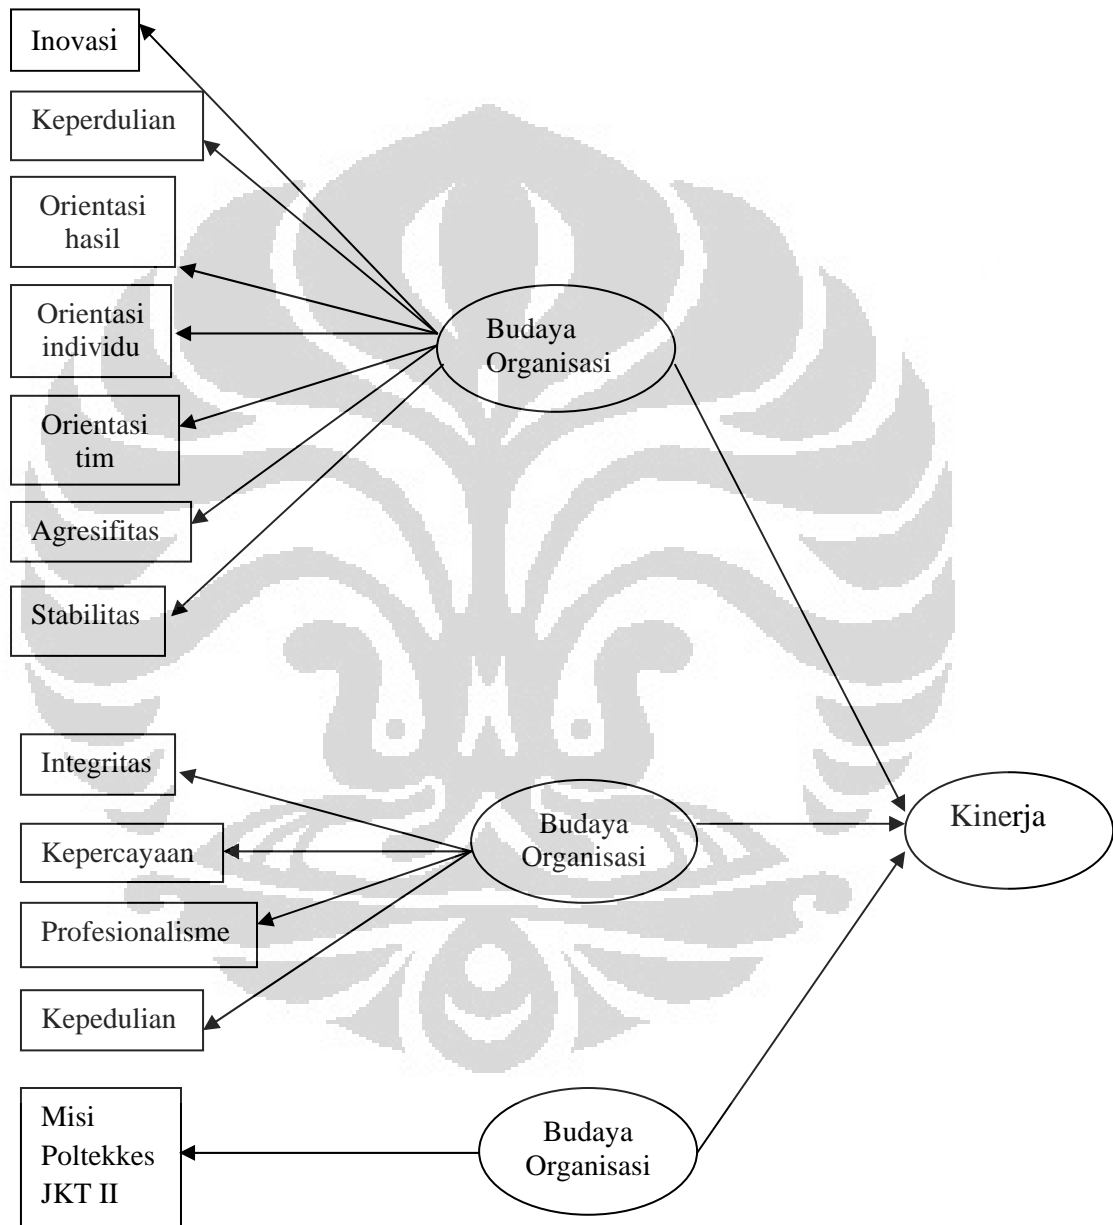 Inovasi
Keperdulian
Orientasi
hasil
Orientasi
individu
Orientasi
tim
Agresifitas
Stabilitas
Budaya
Organisasi
Integritas
Kepercayaan
Profesionalisme
Kepedulian
Budaya
Organisasi
Kinerja
Misi
Poltekkes
JKT II
Budaya
Organisasi